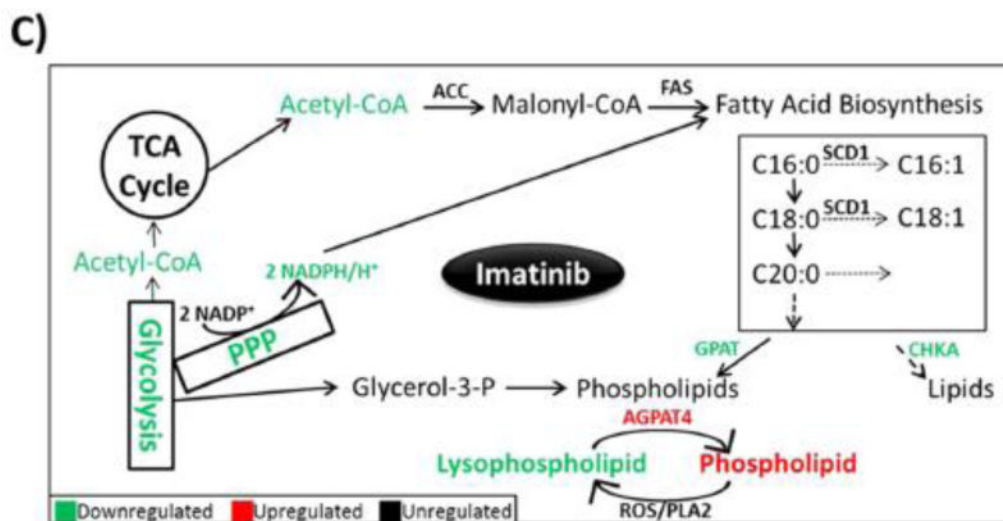 C)
Acetyl-CoA ACC Malonyl-CoA FAS Fatty Acid Biosynthesis
TCA
Cycle
C16:0 SCD1 C16:1
C18:0 SCD1 C18:1
C20:0
Acetyl-CoA
2 NADPH/H⁺
Imatinib
2 NADP⁺
PPP
Glycolysis
GPAT
CHKA
Glycerol-3-P Phospholipids Lipids
AGPAT4
Lysophospholipid Phospholipid
ROS/PLA2
Downregulated Upregulated Unregulated